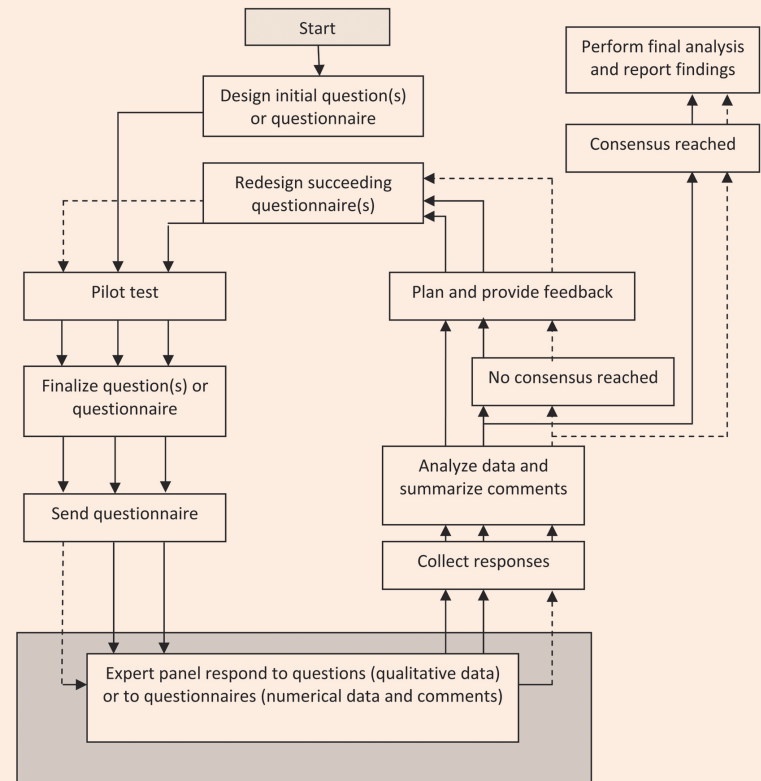 Start
Perform final analysis
and report findings
Design initial question(s)
or questionnaire
Consensus reached
Redesign succeeding
questionnaire(s)
Pilot test
Plan and provide feedback
No consensus reached
Finalize question(s) or
questionnaire
Analyze data and
summarize comments
Send questionnaire
Collect responses
Expert panel respond to questions (qualitative data)
or to questionnaires (numerical data and comments)